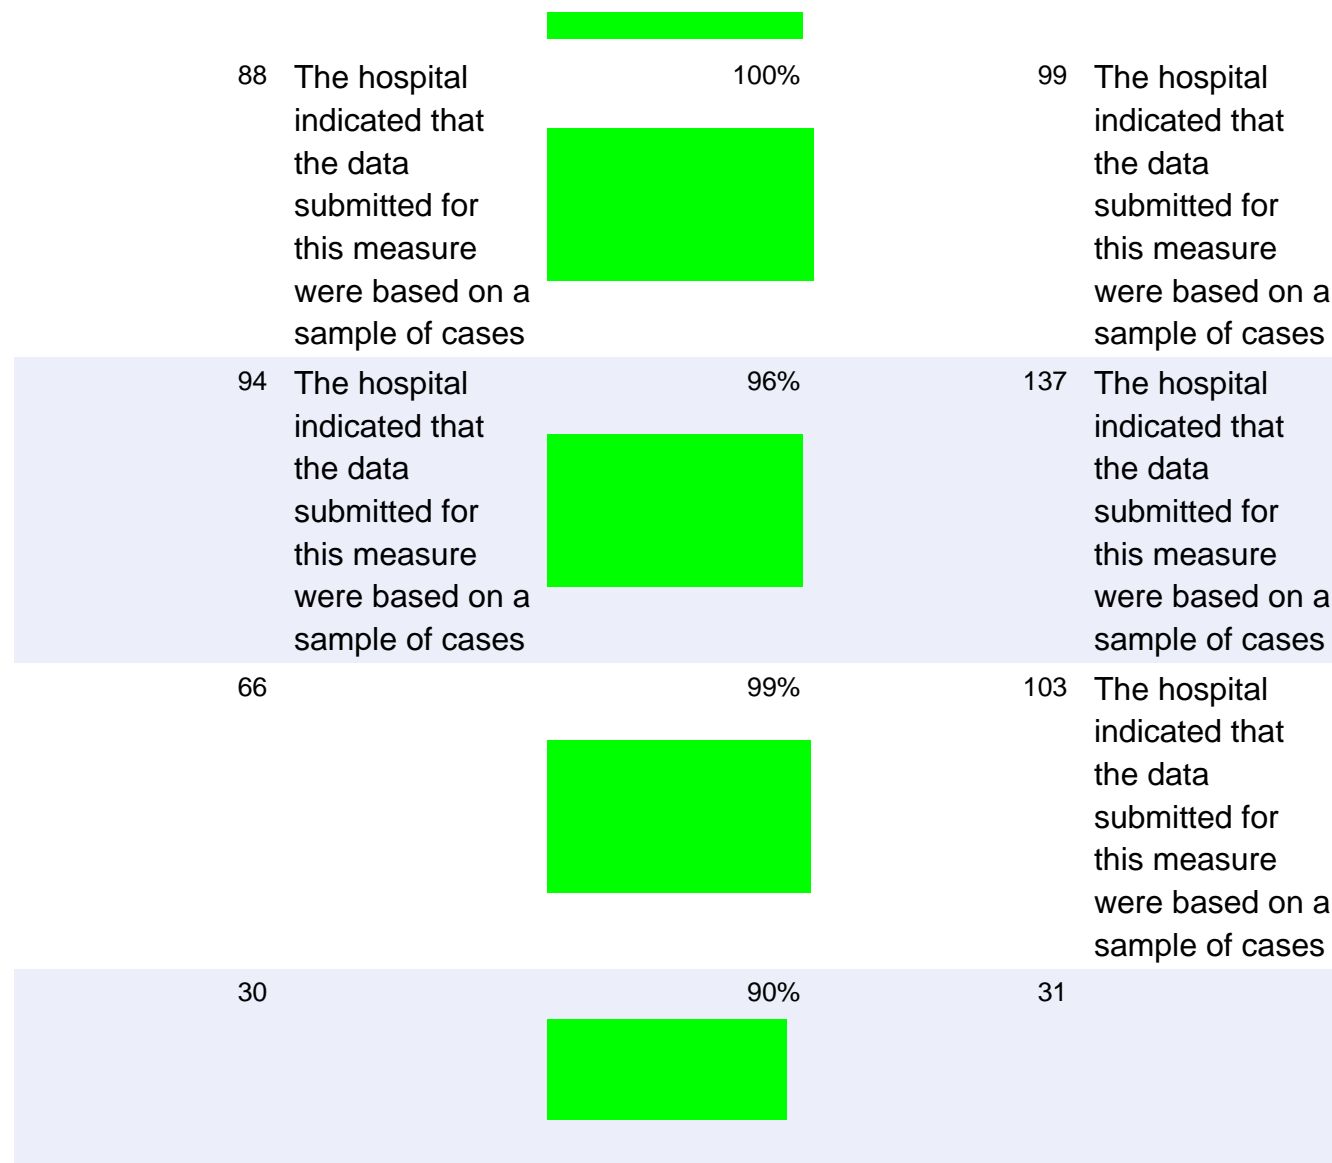 88 The hospital 100% 99 The hospital
indicated that indicated that
the data the data
submitted for submitted for
this measure this measure
were based on a were based on a
sample of cases sample of cases
94 The hospital 96% 137 The hospital
indicated that indicated that
the data the data
submitted for submitted for
this measure this measure
were based on a were based on a
sample of cases sample of cases
66 99% 103 The hospital
indicated that
the data
submitted for
this measure
were based on a
sample of cases
30 90% 31